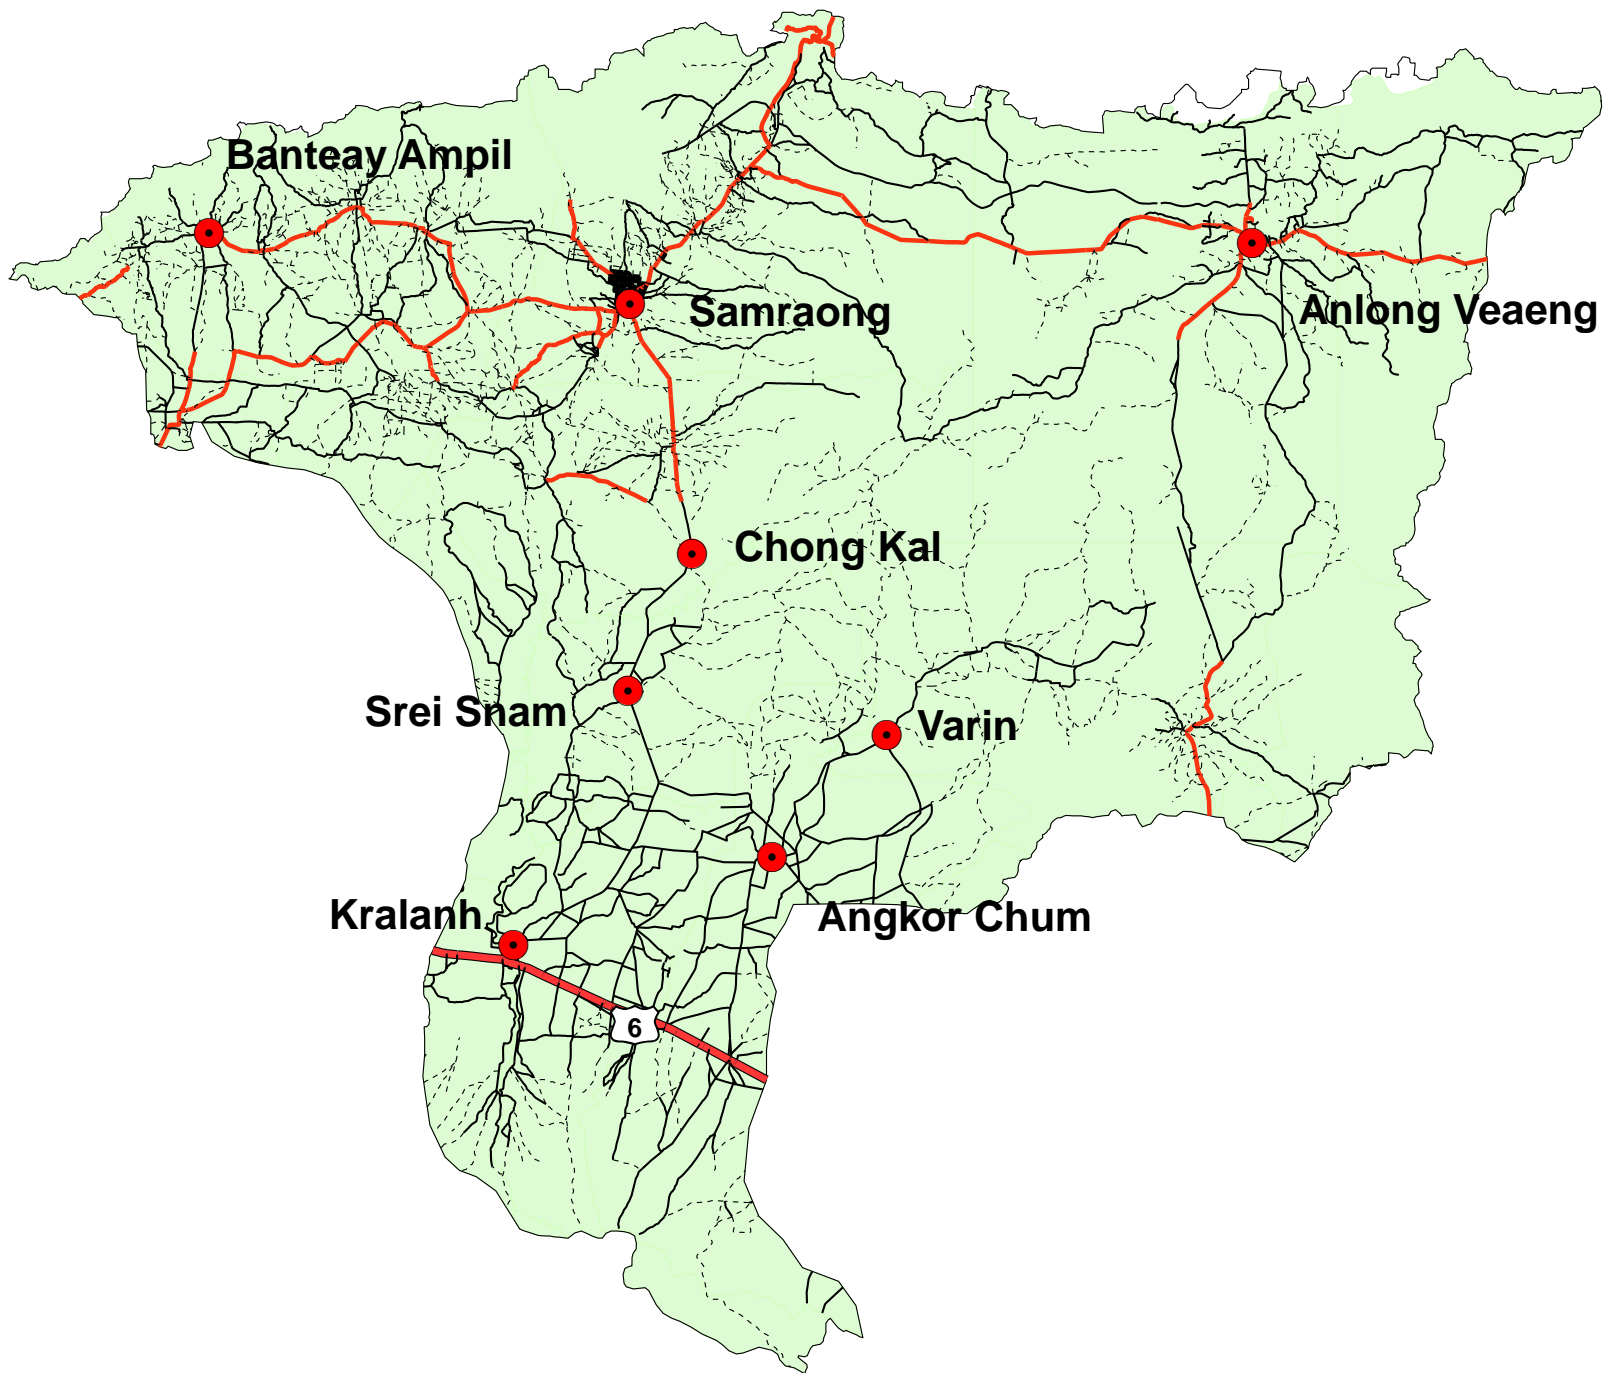 Banteay Ampil
Samraong
Anlong Veaeng
Chong Kal
Srei Snam
Varin
Kralanh
Angkor Chum
6